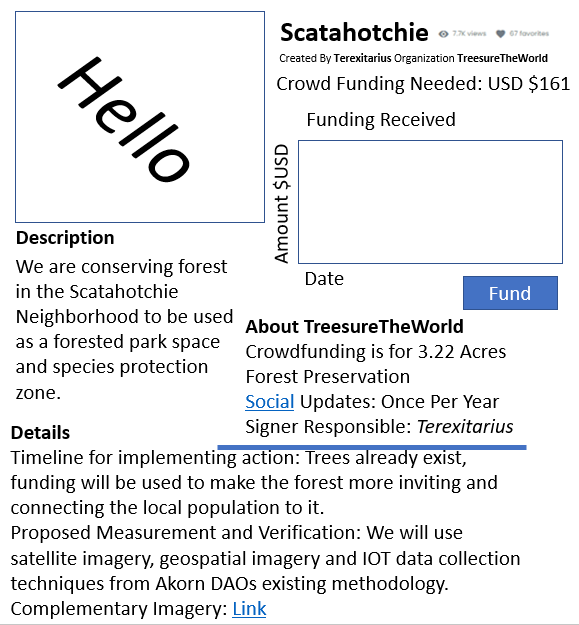 Hello
Scatahotchie 7.7K views 67 favorites
Created By Terexitarius Organization TreesureTheWorld
Crowd Funding Needed: USD $161
Funding Received
Amount $USD
Date
Fund
Description
We are conserving forest
in the Scatahotchie
Neighborhood to be used
as a forested park space
and species protection
zone.
About TreesureTheWorld
Crowdfunding is for 3.22 Acres
Forest Preservation
Social Updates: Once Per Year
Signer Responsible: Terexitarius
Details
Timeline for implementing action: Trees already exist,
funding will be used to make the forest more inviting and
connecting the local population to it.
Proposed Measurement and Verification: We will use
satellite imagery, geospatial imagery and IOT data collection
techniques from Akorn DAOs existing methodology.
Complementary Imagery: Link